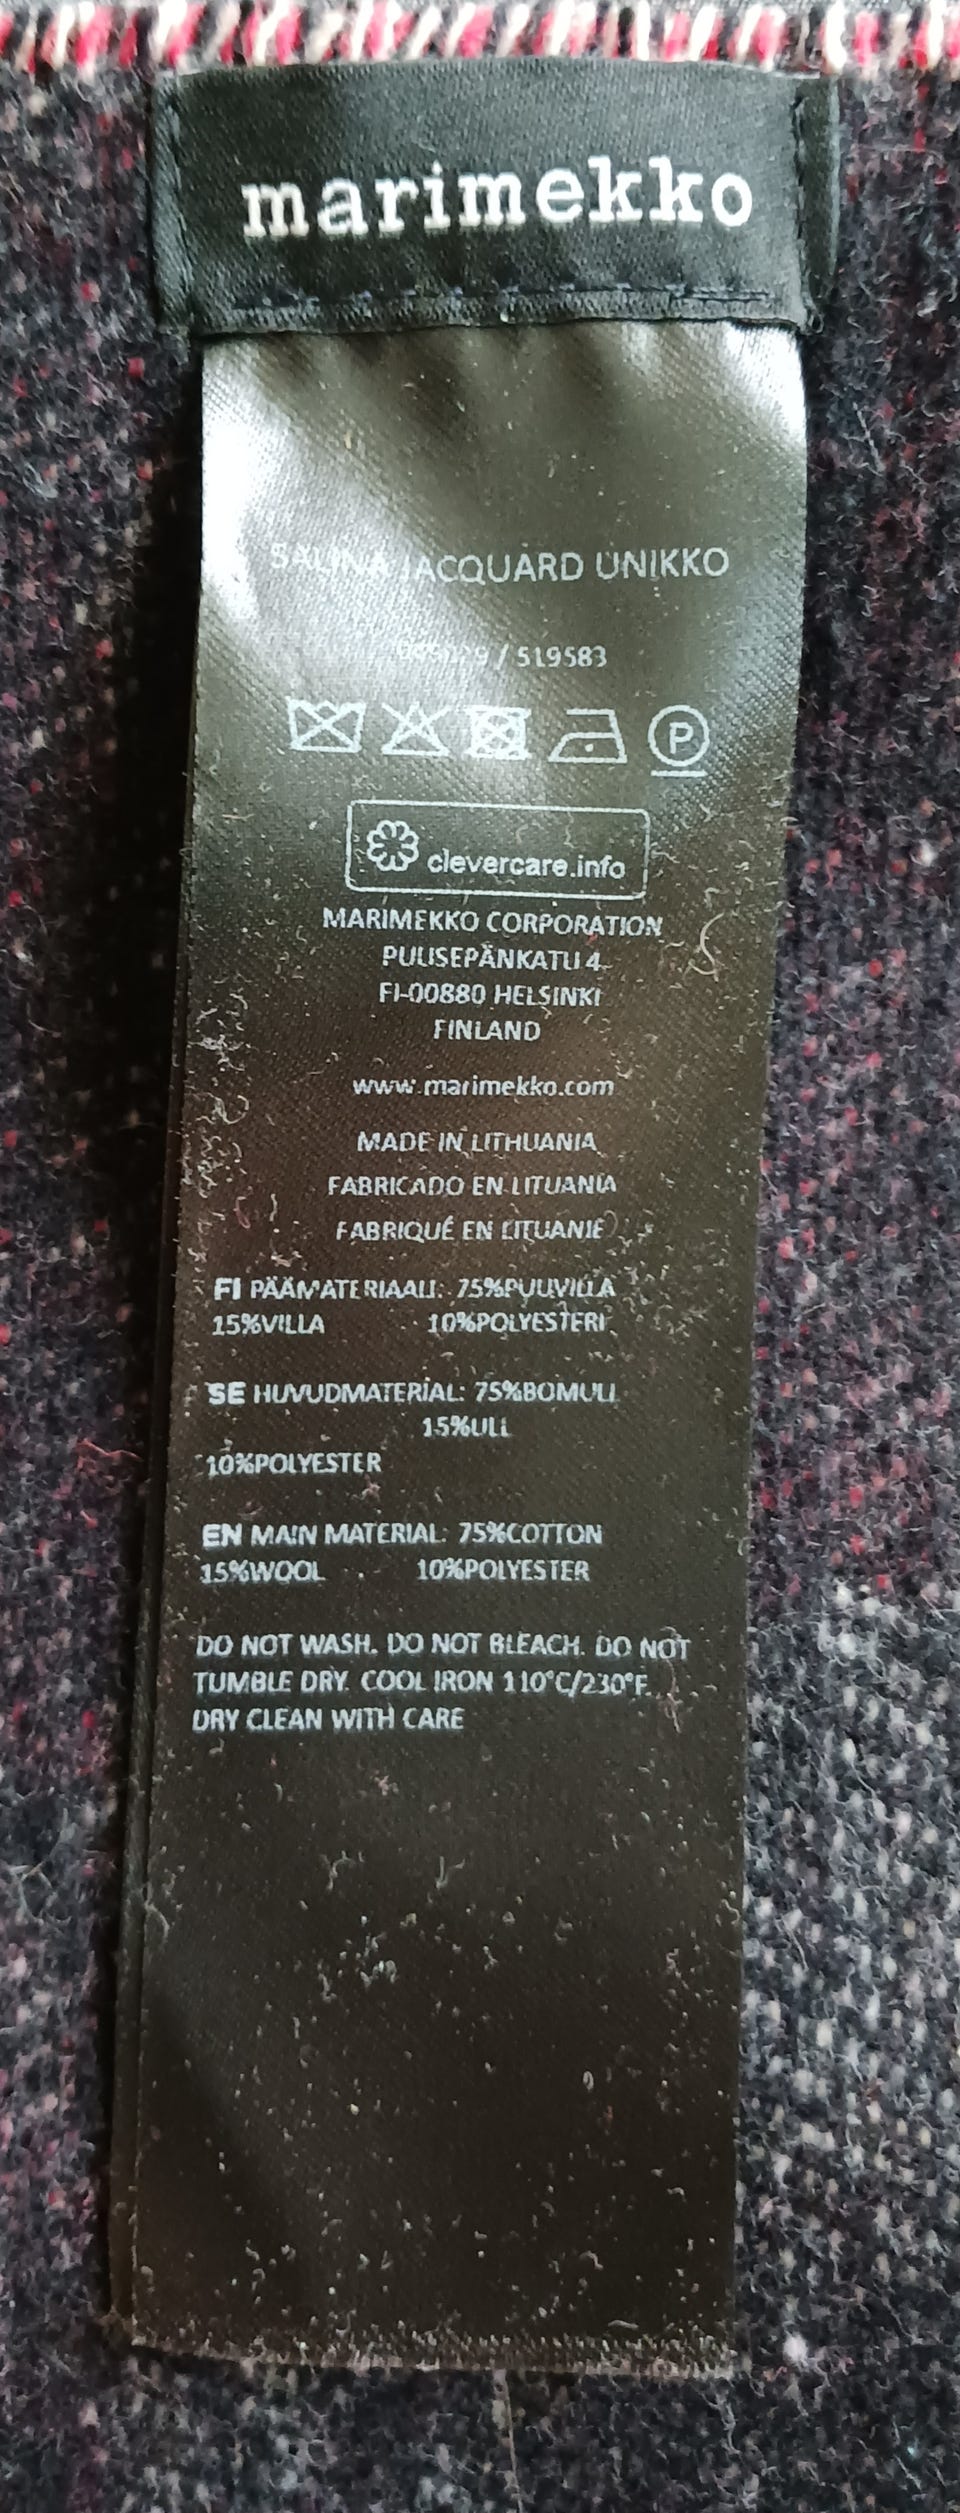 marimekko
SALINA JACQUARD UNIKKO
/ 519583
P
clevercare.info
MARIMEKKO CORPORATION
PUUSEPÄNKATU 4
FI-00880 HELSINKI
FINLAND
www.marimekko.com
MADE IN LITHUANIA
FABRICADO EN LITUANIA
FABRIQUÉ EN LITUANIE
FI PÄÄMATERIAALI: 75%PUUVILLA
15%VILLA 10%POLYESTERI
SE HUVUDMATERIAL: 75%BOMULL
15%ULL
10%POLYESTER
EN MAIN MATERIAL: 75%COTTON
15%WOOL 10%POLYESTER
DO NOT WASH. DO NOT BLEACH. DO NOT
TUMBLE DRY. COOL IRON 110°C/230°F.
DRY CLEAN WITH CARE